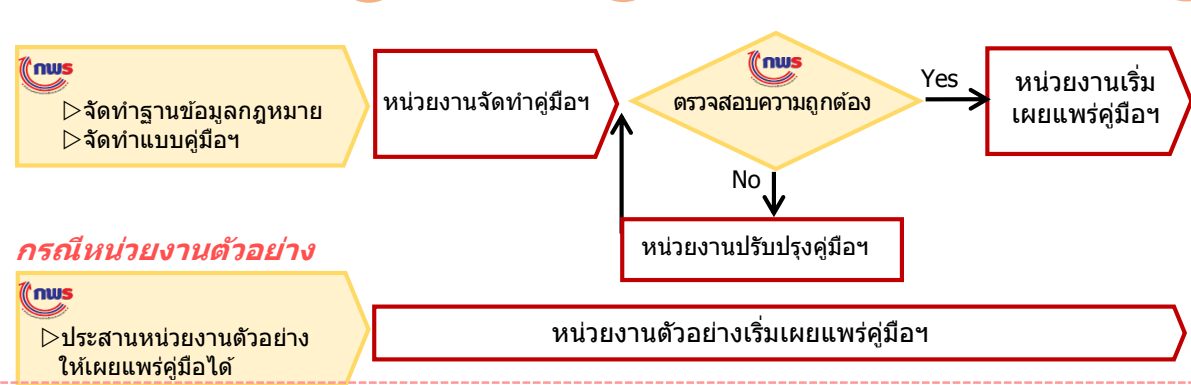 กพร
▷จัดทำฐานข้อมูลกฎหมาย
▷จัดทำแบบคู่มือฯ
หน่วยงานจัดทำคู่มือฯ
กพร
ตรวจสอบความถูกต้อง
Yes
หน่วยงานเริ่ม
เผยแพร่คู่มือฯ
No
หน่วยงานปรับปรุงคู่มือฯ
กรณีหน่วยงานตัวอย่าง
กพร
▷ประสานหน่วยงานตัวอย่าง
ให้เผยแพร่คู่มือได้
หน่วยงานตัวอย่างเริ่มเผยแพร่คู่มือฯ